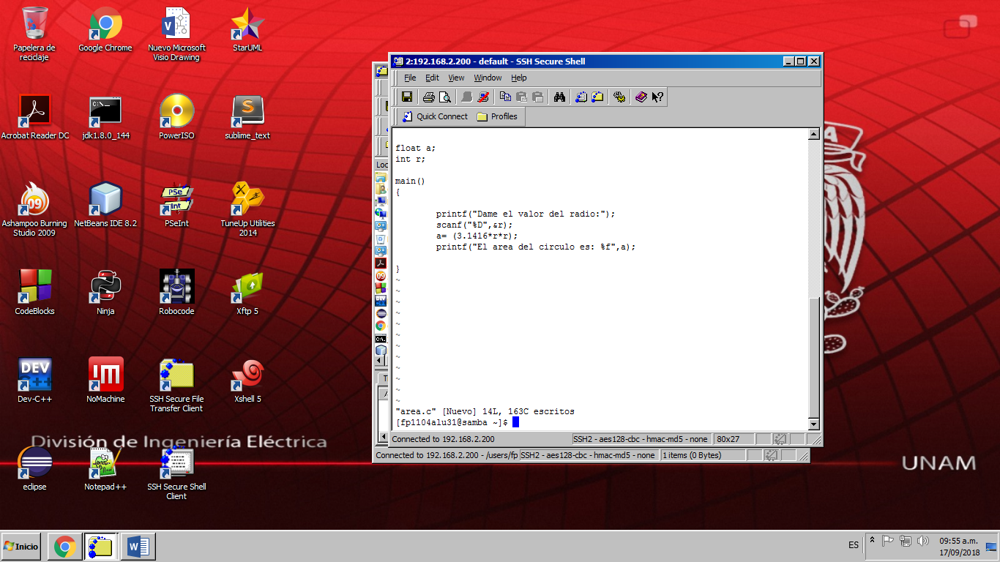 Papelera de
reciclaje
Google Chrome
Nuevo Microsoft
Visio Drawing
StarUML
Acrobat Reader DC
jdk1.8.0_144
PowerISO
sublime_text
Ashampoo Burning
Studio 2009
NetBeans IDE 8.2
PSeInt
TuneUp Utilities
2014
CodeBlocks
Ninja
Robocode
Xftp 5
Dev-C++
NoMachine
SSH Secure File
Transfer Client
Xshell 5
eclipse
Notepad++
SSH Secure Shell
Client
División de Ingeniería Eléctrica
UNAM
2:192.168.2.200 - default - SSH Secure Shell
File Edit View Window Help
Quick Connect Profiles
float a;
int r;
main()
{
printf("Dame el valor del radio:");
scanf("%D",&r);
a= (3.1416*r*r);
printf("El area del circulo es: %f",a);
}
~
~
~
~
~
~
~
~
~
~
~
~
"area.c" [Nuevo] 14L, 163C escritos
[fp1104alu31@samba ~]$
Connected to 192.168.2.200 SSH2 - aes128-cbc - hmac-md5 - none 80x27
Connected to 192.168.2.200 - /users/fp SSH2 - aes128-cbc - hmac-md5 - none 1 items (0 Bytes)
Loc
Inicio
ES
09:55 a.m.
17/09/2018